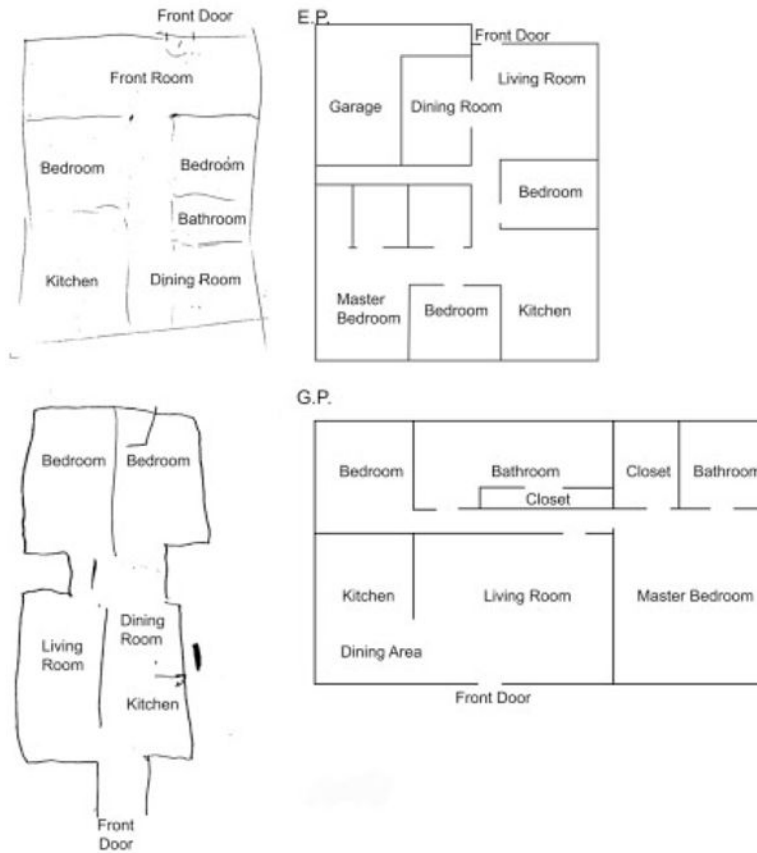 Front Door
Front Room
Bedroom
Bedroom
Bathroom
Kitchen
Dining Room
E.P.
Front Door
Living Room
Garage
Dining Room
Bedroom
Master
Bedroom
Bedroom
Kitchen
Bedroom
Bedroom
Living
Room
Dining
Room
Kitchen
Front
Door
G.P.
Bedroom
Bathroom
Closet
Bathroom
Closet
Kitchen
Living Room
Master Bedroom
Dining Area
Front Door